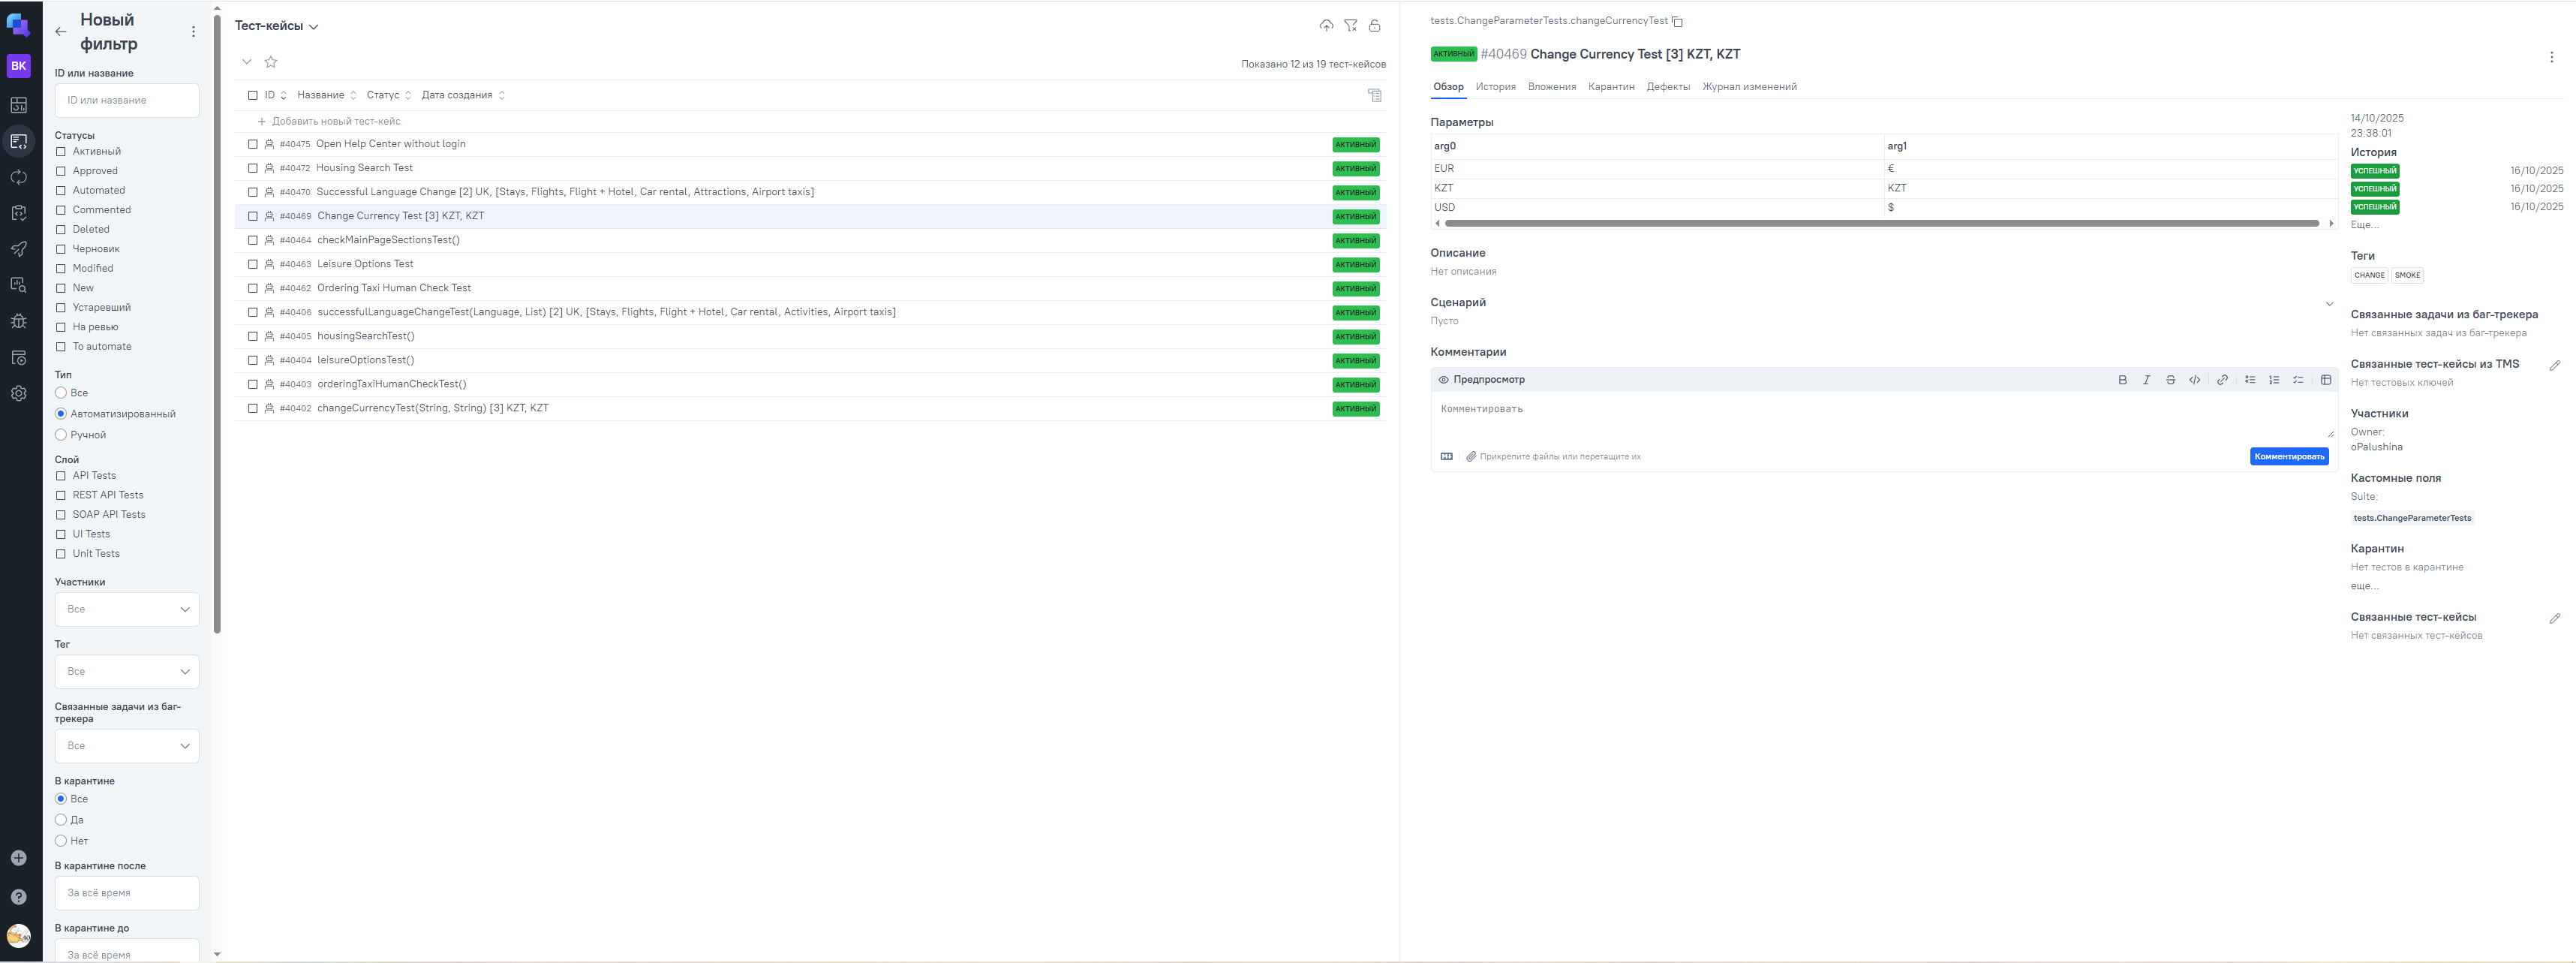 Новый
фильтр
BK
ID или название
ID или название
Статусы
Активный
Approved
Automated
Commented
Deleted
Черновик
Modified
New
Устаревший
На ревью
To automate
Тип
Все
Автоматизированный
Ручной
Слой
API Tests
REST API Tests
SOAP API Tests
UI Tests
Unit Tests
Участники
Все
Тег
Все
Связанные задачи из баг-
трекера
Все
В карантине
Все
Да
Нет
В карантине после
За всё время
В карантине до
За всё время
Тест-кейсы
Показано 12 из 19 тест-кейсов
ID Название Статус Дата создания
Добавить новый тест-кейс
#40475 Open Help Center without login АКТИВНЫЙ
#40472 Housing Search Test АКТИВНЫЙ
#40470 Successful Language Change [2] UK, [Stays, Flights, Flight + Hotel, Car rental, Attractions, Airport taxis] АКТИВНЫЙ
#40469 Change Currency Test [3] KZT, KZT АКТИВНЫЙ
#40464 checkMainPageSectionsTest() АКТИВНЫЙ
#40463 Leisure Options Test АКТИВНЫЙ
#40462 Ordering Taxi Human Check Test АКТИВНЫЙ
#40406 successfulLanguageChangeTest(Language, List) [2] UK, [Stays, Flights, Flight + Hotel, Car rental, Activities, Airport taxis] АКТИВНЫЙ
#40405 housingSearchTest() АКТИВНЫЙ
#40404 leisureOptionsTest() АКТИВНЫЙ
#40403 orderingTaxiHumanCheckTest() АКТИВНЫЙ
#40402 changeCurrencyTest(String, String) [3] KZT, KZT АКТИВНЫЙ
tests.ChangeParameterTests.changeCurrencyTest
АКТИВНЫЙ #40469 Change Currency Test [3] KZT, KZT
Обзор История Вложения Карантин Дефекты Журнал изменений
Параметры
arg0 arg1
EUR €
KZT KZT
USD $
Описание
Нет описания
Сценарий
Пусто
Комментарии
Предпросмотр
Комментировать
Прикрепите файлы или перетащите их
Комментировать
14/10/2025
23:38:01
История
УСПЕШНЫЙ 16/10/2025
УСПЕШНЫЙ 16/10/2025
УСПЕШНЫЙ 16/10/2025
Еще...
Теги
CHANGE SMOKE
Связанные задачи из баг-трекера
Нет связанных задач из баг-трекера
Связанные тест-кейсы из TMS
Нет тестовых ключей
Участники
Owner:
oPalushina
Кастомные поля
Suite:
tests.ChangeParameterTests
Карантин
Нет тестов в карантине
еще...
Связанные тест-кейсы
Нет связанных тест-кейсов